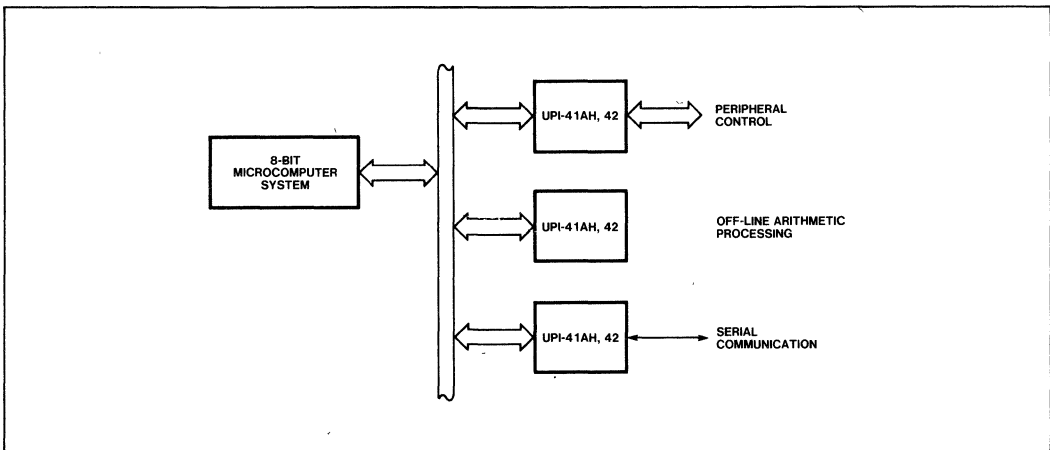 8-BIT
MICROCOMPUTER
SYSTEM
UPI-41AH, 42
PERIPHERAL
CONTROL
UPI-41AH, 42
OFF-LINE ARITHMETIC
PROCESSING
UPI-41AH, 42
SERIAL
COMMUNICATION